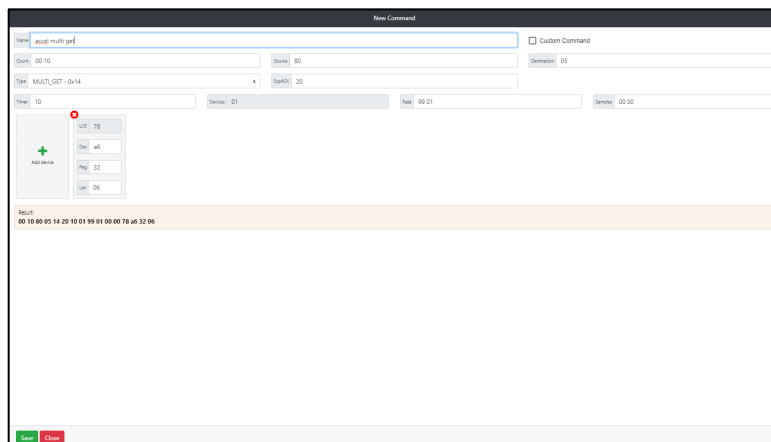 New Command
Name accel multi get
Custom Command
Count 00 10 Source 80 Destination 05
Type MULTI_GET - 0x14 ExpACK 20
Timer 10 Devices 01 Rate 99 01 Samples 00 00
Add device
UID 78
Dev a6
Reg 32
Len 06
Result:
00 10 80 05 14 20 10 01 99 01 00 00 78 a6 32 06
Save Close